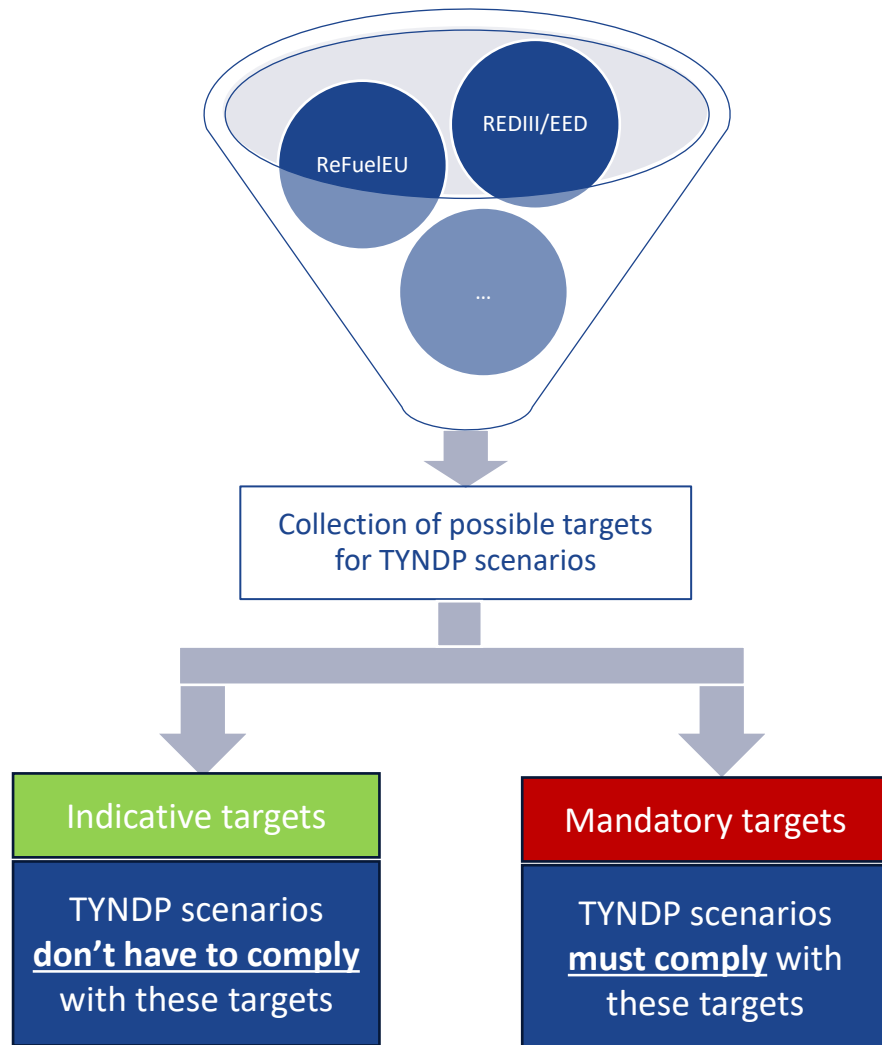 REDIII/EED
ReFuelEU
...
Collection of possible targets
for TYNDP scenarios
Indicative targets
TYNDP scenarios
don’t have to comply
with these targets
Mandatory targets
TYNDP scenarios
must comply with
these targets